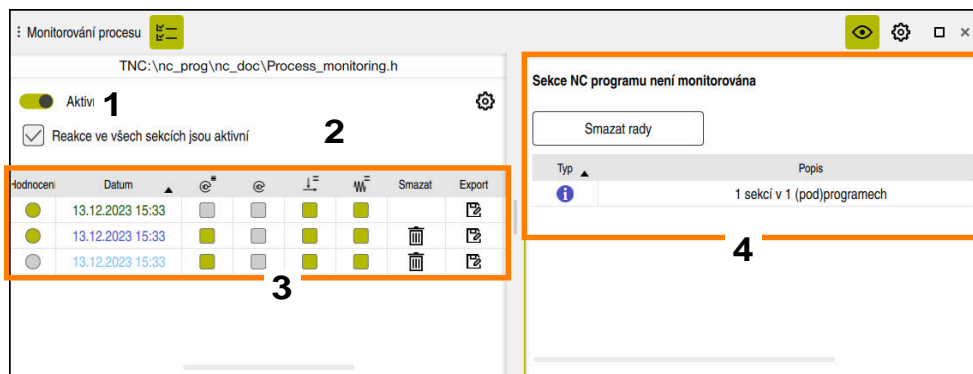 Monitorování procesu
TNC:\nc_prog\nc_doc\Process_monitoring.h
Aktivi 1
Reakce ve všech sekcích jsou aktivní 2
Hodnocení Datum Smazat Export
13.12.2023 15:33
13.12.2023 15:33
13.12.2023 15:33
3
Sekce NC programu není monitorována
Smazat rady
Typ Popis
1 sekcí v 1 (pod)programech
4